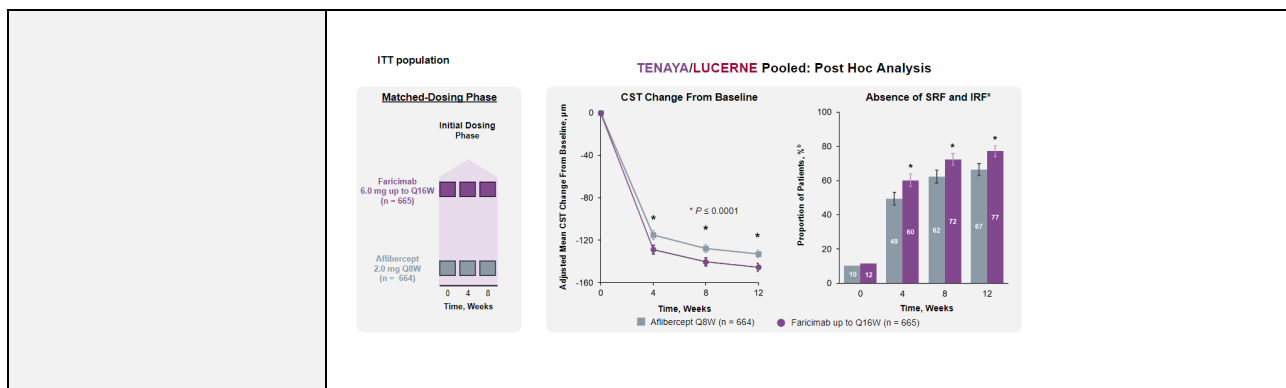 ITT population
TENAYA/LUCERNE Pooled: Post Hoc Analysis
Matched-Dosing Phase
Initial Dosing
Phase
Faricimab
6.0 mg up to Q16W
(n = 665)
Aflibercept
2.0 mg Q8W
(n = 664)
0 4 8
Time, Weeks
CST Change From Baseline
Adjusted Mean CST Change From Baseline, µm
0
-40
-80
-120
-160
* P ≤ 0.0001
* * *
0 4 8 12
Time, Weeks
Absence of SRF and IRFᵃ
Proportion of Patients, %ᵇ
100
80
60
40
20
0
* * *
10 12 49 60 62 72 67 77
0 4 8 12
Time, Weeks
Aflibercept Q8W (n = 664) Faricimab up to Q16W (n = 665)